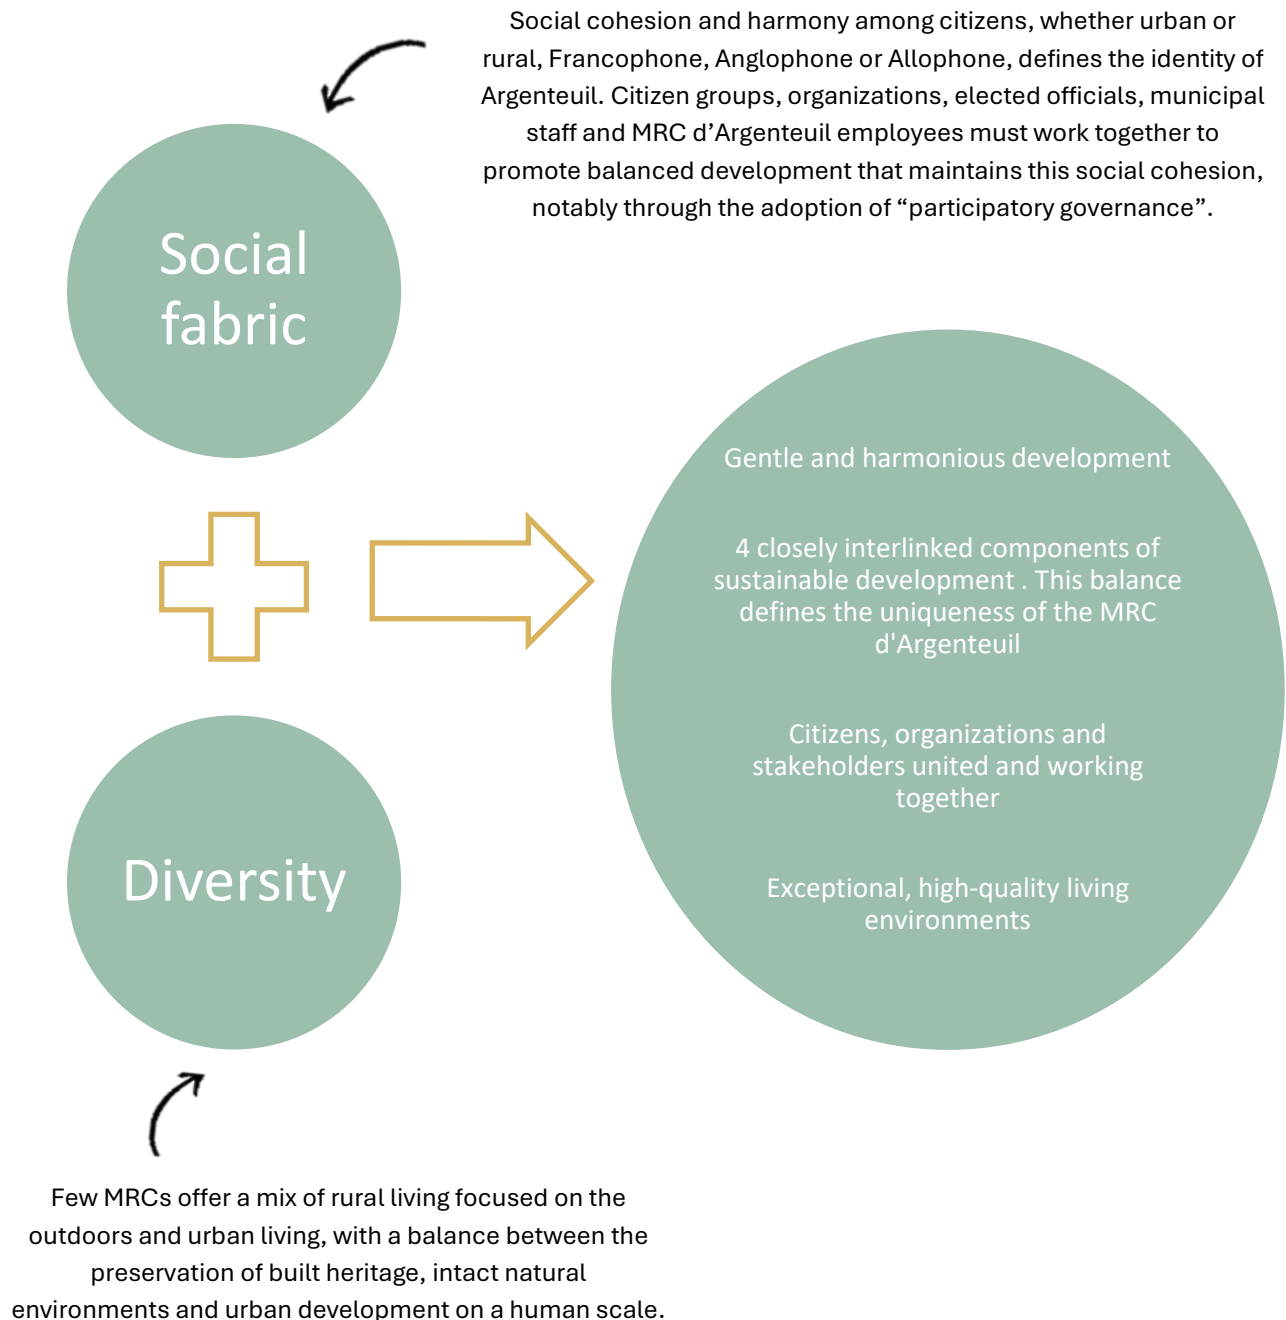 Social cohesion and harmony among citizens, whether urban or
rural, Francophone, Anglophone or Allophone, defines the identity of
Argenteuil. Citizen groups, organizations, elected officials, municipal
staff and MRC d’Argenteuil employees must work together to
promote balanced development that maintains this social cohesion,
notably through the adoption of “participatory governance”.
Social
fabric
Diversity
Gentle and harmonious development
4 closely interlinked components of
sustainable development . This balance
defines the uniqueness of the MRC
d'Argenteuil
Citizens, organizations and
stakeholders united and working
together
Exceptional, high-quality living
environments
Few MRCs offer a mix of rural living focused on the
outdoors and urban living, with a balance between the
preservation of built heritage, intact natural
environments and urban development on a human scale.